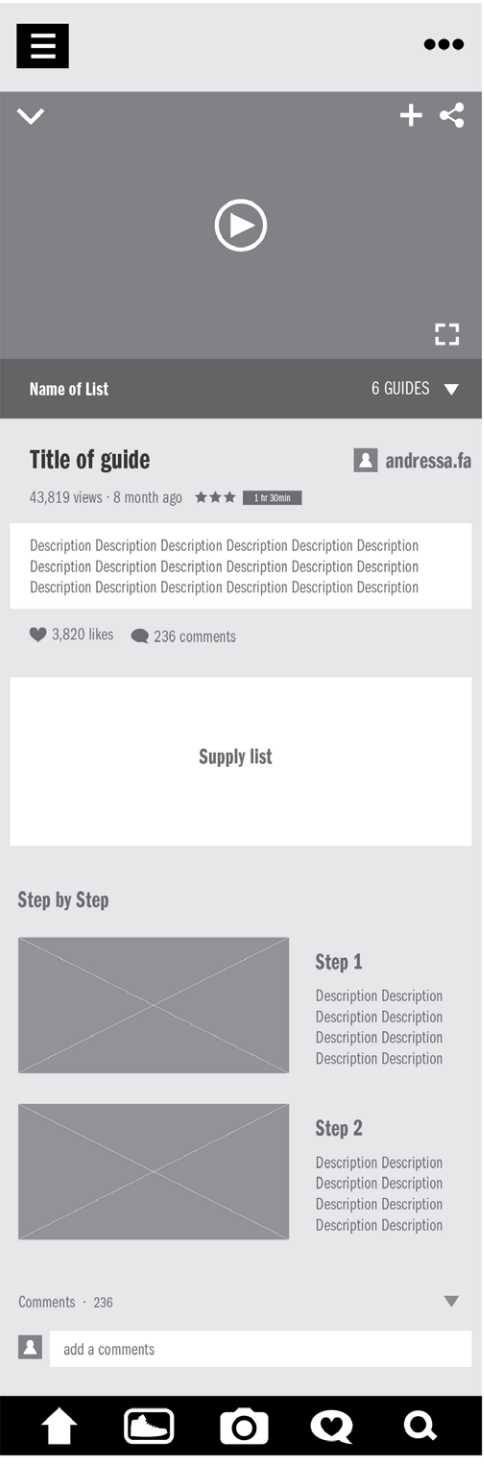 Name of List 6 GUIDES
Title of guide andressa.fa
43,819 views · 8 month ago 1 hr 30min
Description Description Description Description Description Description
Description Description Description Description Description Description
Description Description Description Description Description Description
3,820 likes 236 comments
Supply list
Step by Step
Step 1
Description Description
Description Description
Description Description
Description Description
Step 2
Description Description
Description Description
Description Description
Description Description
Comments · 236
add a comments